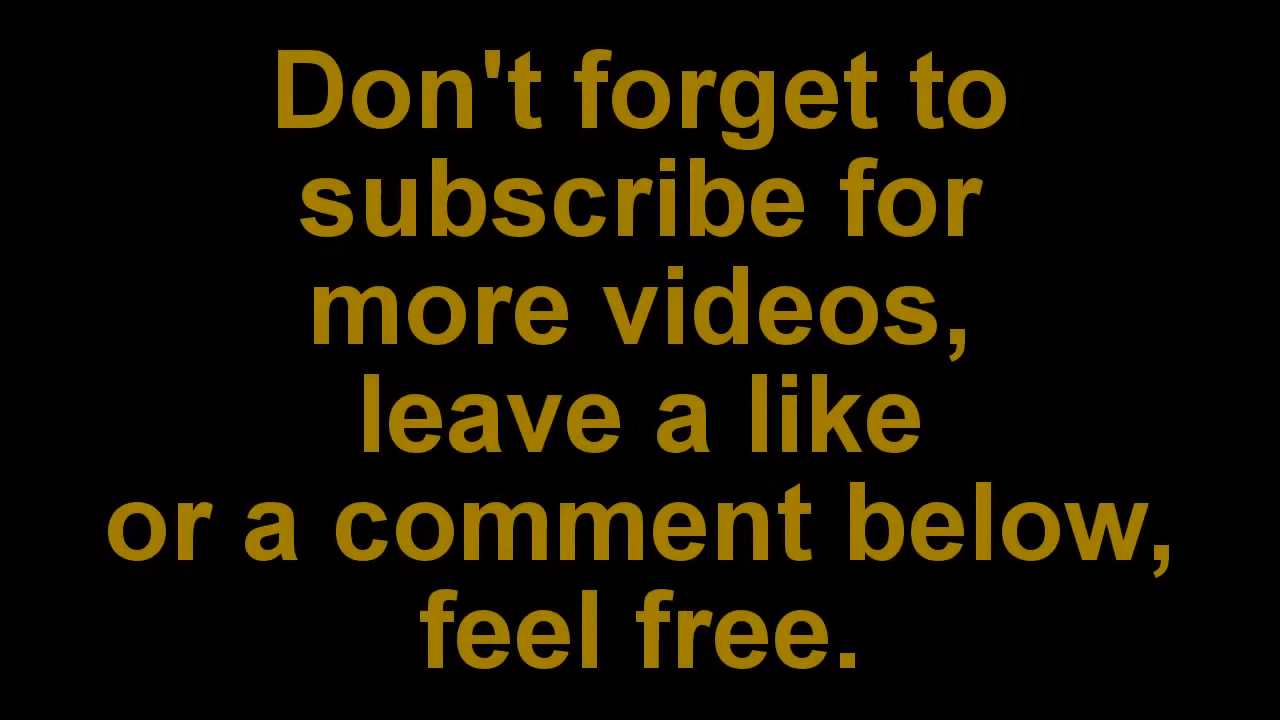 Don't forget to
subscribe for
more videos,
leave a like
or a comment below,
feel free.